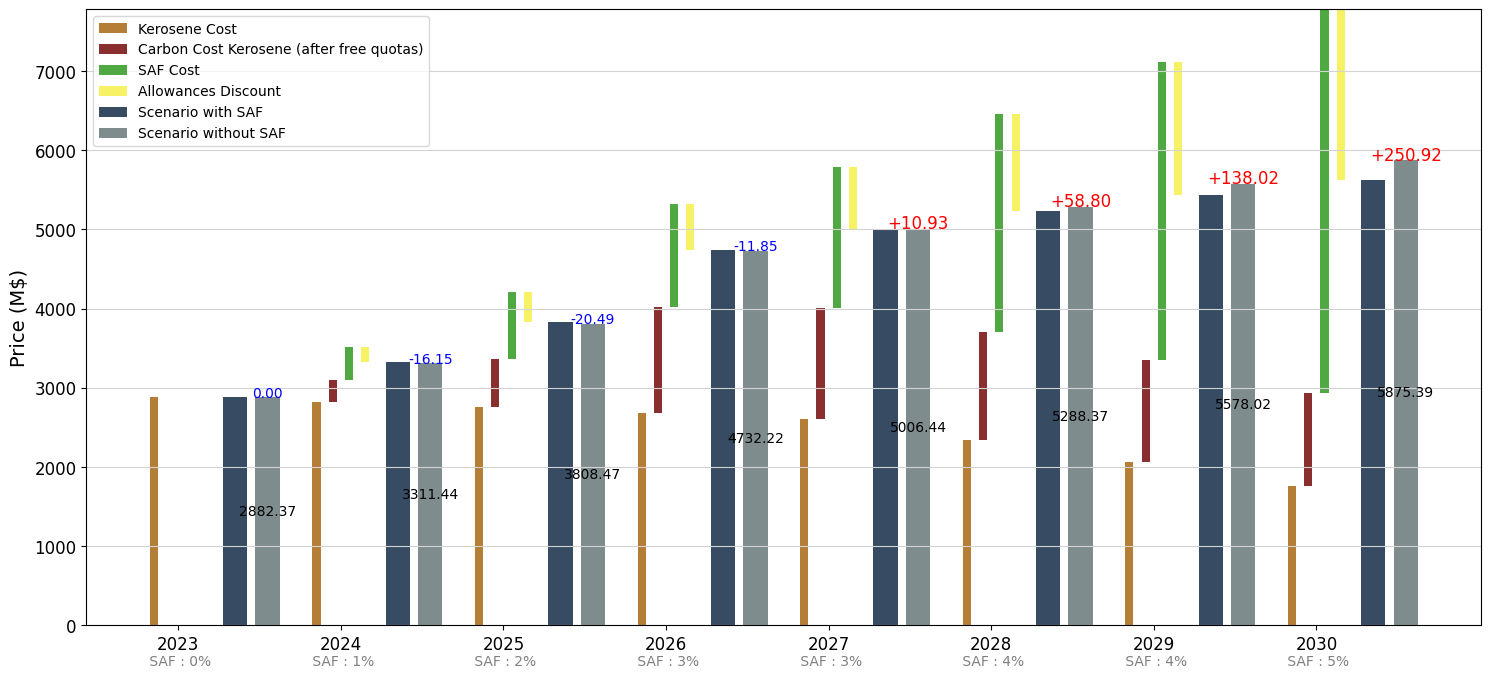 Kerosene Cost
Carbon Cost Kerosene (after free quotas)
SAF Cost
Allowances Discount
Scenario with SAF
Scenario without SAF
Price (M$)
7000
6000
5000
4000
3000
2000
1000
0
0.00
-16.15
-20.49
-11.85
+10.93
+58.80
+138.02
+250.92
2882.37
3311.44
3808.47
4732.22
5006.44
5288.37
5578.02
5875.39
2023
2024
2025
2026
2027
2028
2029
2030
SAF : 0%
SAF : 1%
SAF : 2%
SAF : 3%
SAF : 3%
SAF : 4%
SAF : 4%
SAF : 5%